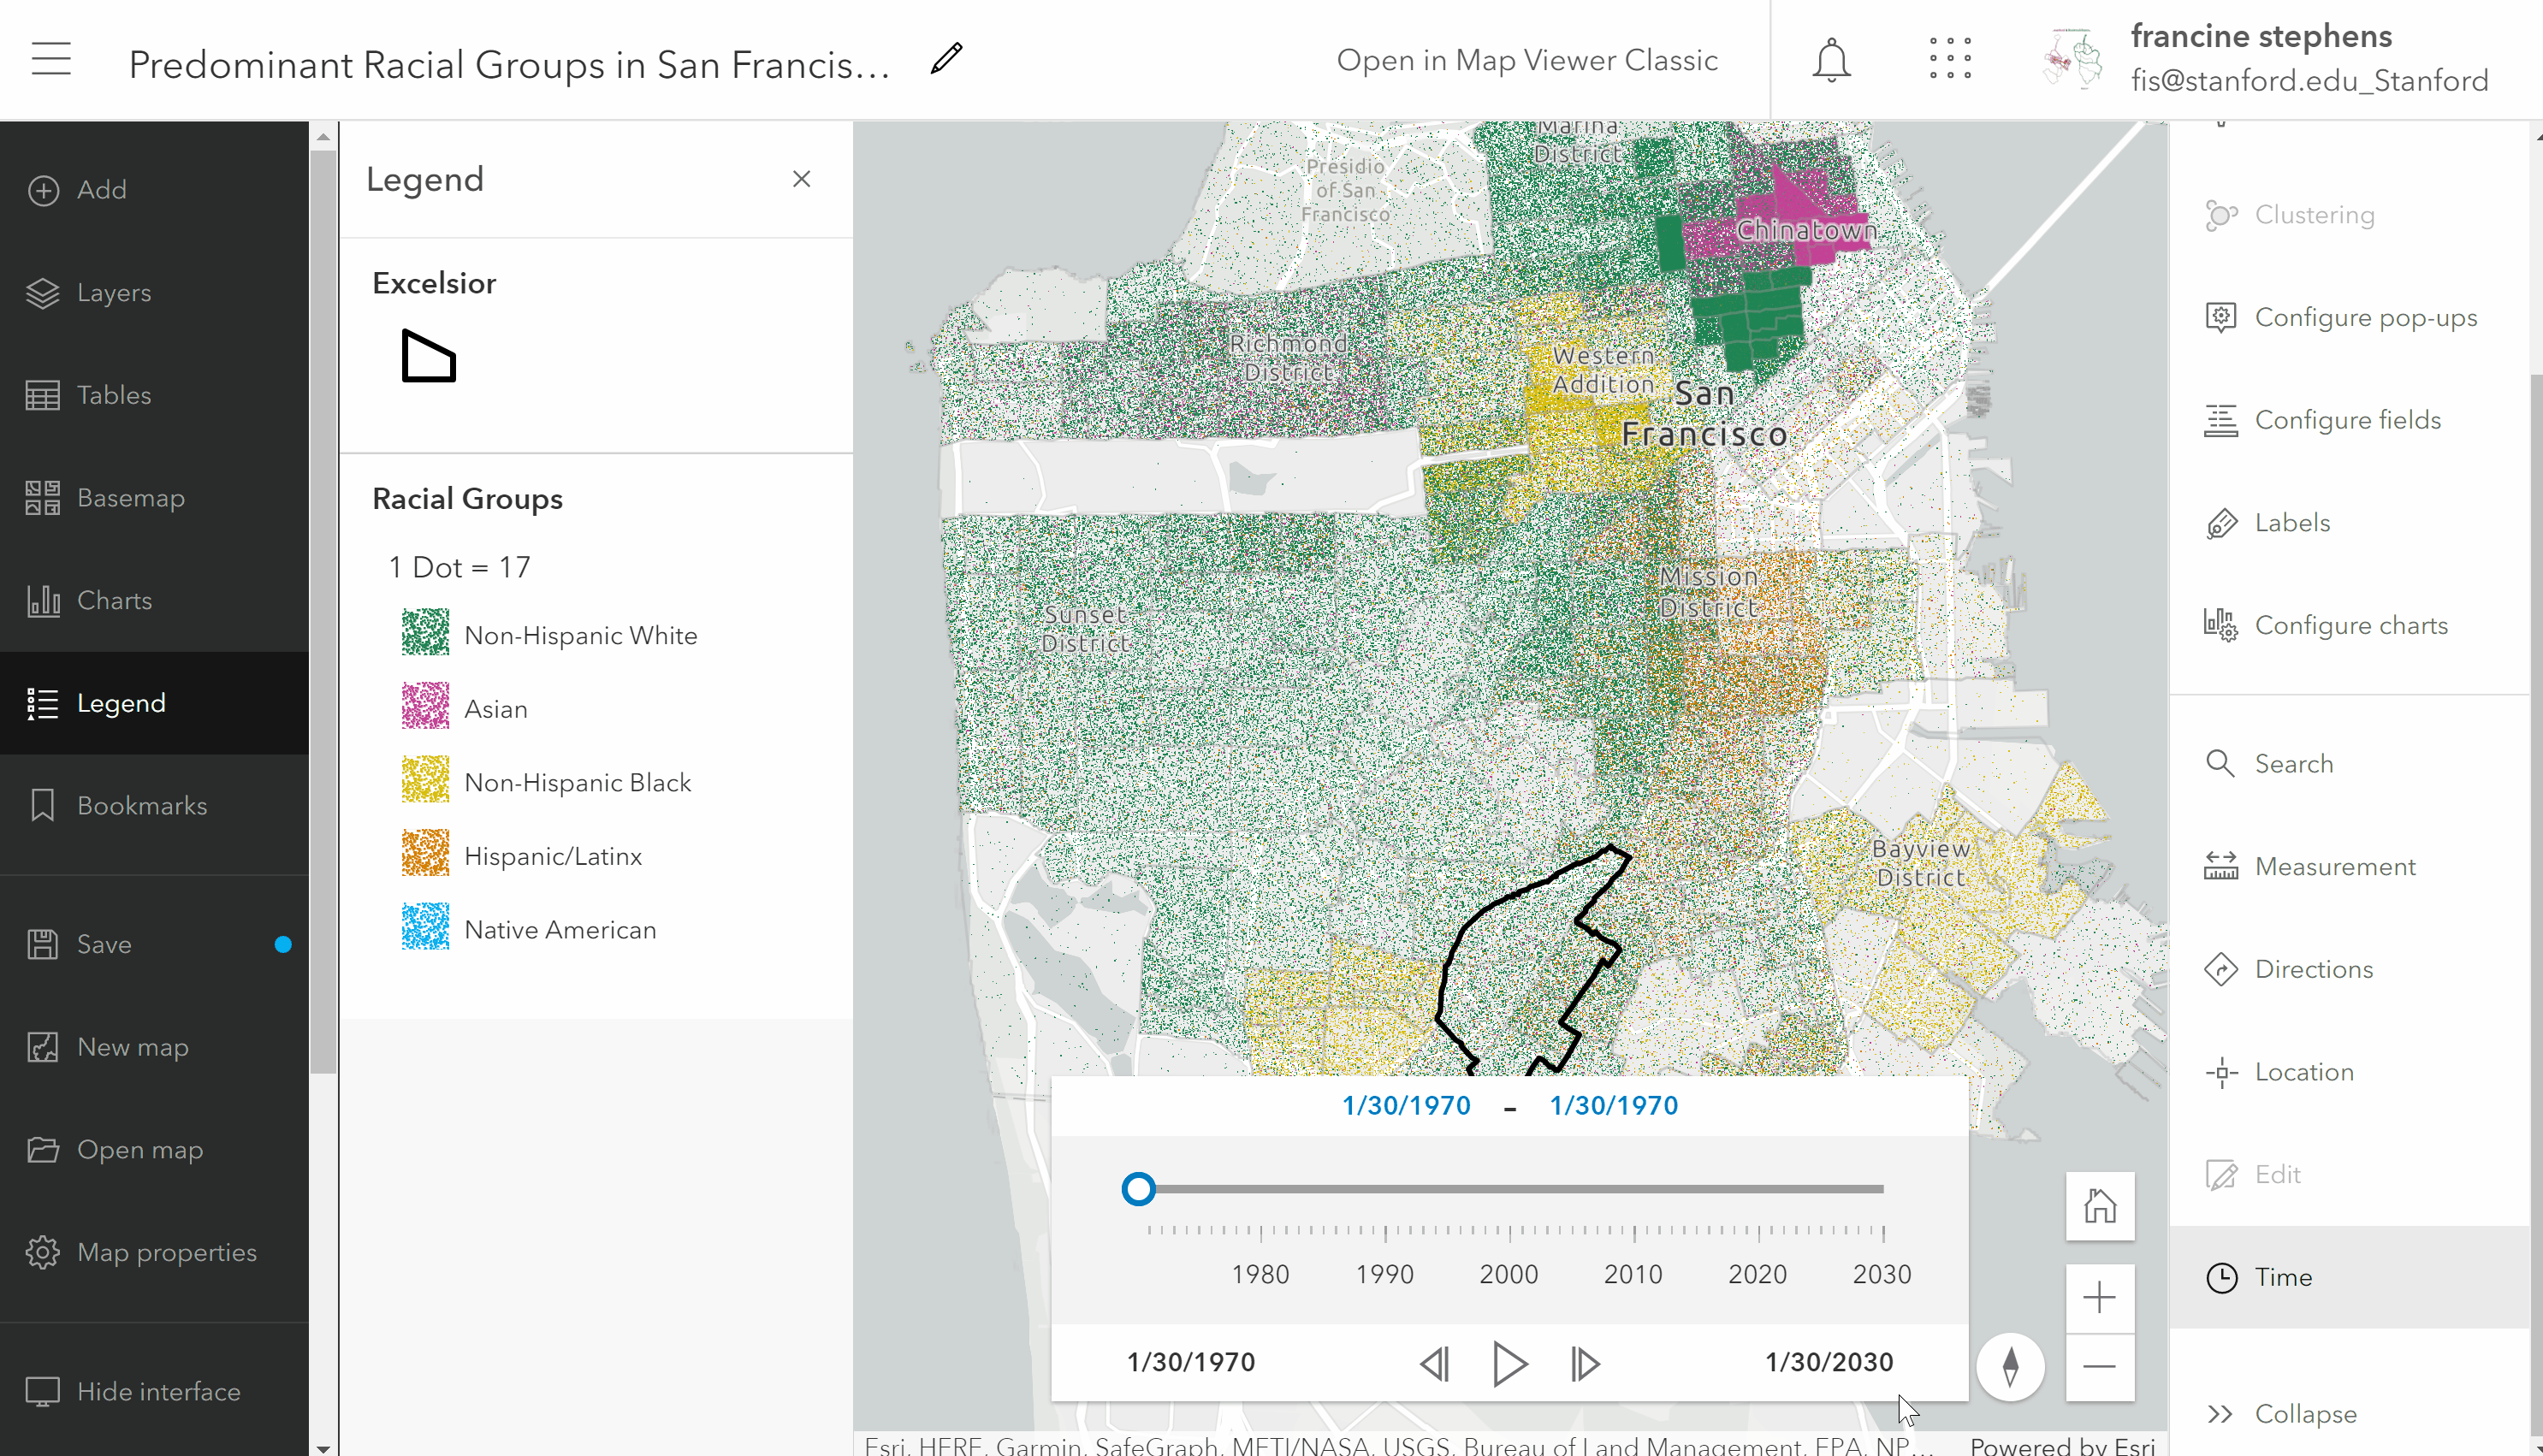 Predominant Racial Groups in San Francis...
Open in Map Viewer Classic
francine stephens
fis@stanford.edu_Stanford
Add
Layers
Tables
Basemap
Charts
Legend
Bookmarks
Save
New map
Open map
Map properties
Hide interface
Legend
Excelsior
Racial Groups
1 Dot = 17
Non-Hispanic White
Asian
Non-Hispanic Black
Hispanic/Latinx
Native American
Marina
District
Presidio
of San
Francisco
Chinatown
Richmond
District
Western
Addition
San
Francisco
Mission
District
Sunset
District
Bayview
District
1/30/1970 - 1/30/1970
1980 1990 2000 2010 2020 2030
1/30/1970
1/30/2030
Esri, HERE, Garmin, SafeGraph, METI/NASA, USGS, Bureau of Land Management, EPA, NP...
Powered by Esri
Clustering
Configure pop-ups
Configure fields
Labels
Configure charts
Search
Measurement
Directions
Location
Edit
Time
Collapse